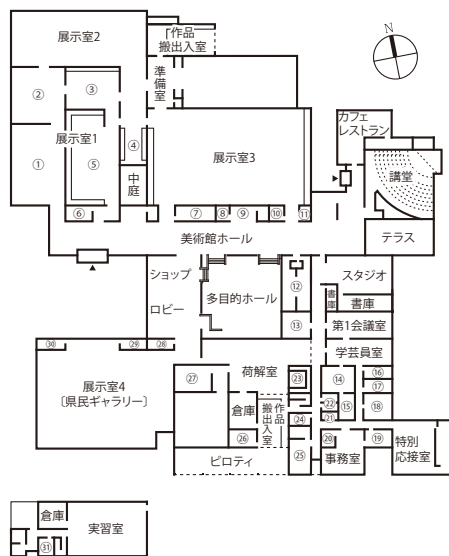 展示室2
作品
搬出入室
準備室
N
②
③
④
展示室1
①
⑤
展示室3
中庭
⑥
⑦
⑧
⑨
⑩
⑪
カフェ
レストラン
講堂
テラス
美術館ホール
ショップ
ロビー
多目的ホール
⑫
⑬
スタジオ
書庫
書庫
第1会議室
学芸員室
㉚
㉙
㉘
展示室4
〔県民ギャラリー〕
㉗
荷解室
倉庫
作品
搬出入室
㉓
㉔
㉕
㉖
⑭
⑮
⑯
⑰
⑱
㉒
㉑
⑳
⑲
事務室
特別
応接室
ピロティ
倉庫
実習室
㉛